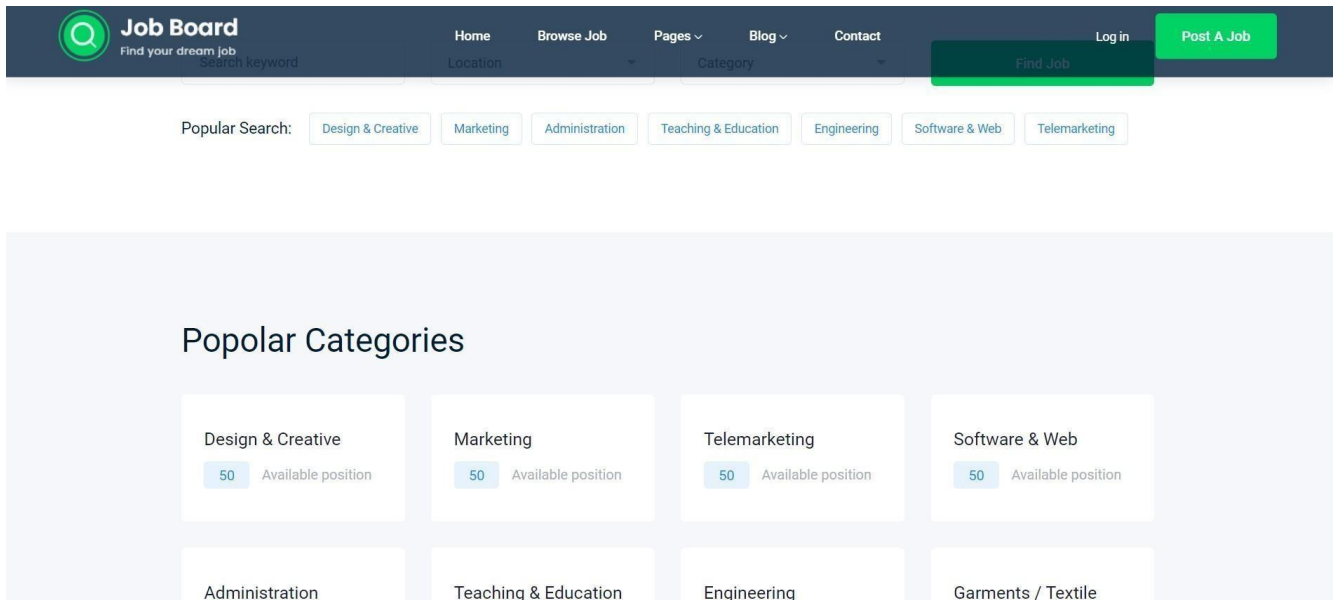 Job Board
Find your dream job
Home Browse Job Pages Blog Contact Log in Post A Job
Search keyword Location Category Find Job
Popular Search: Design & Creative Marketing Administration Teaching & Education Engineering Software & Web Telemarketing
Popolar Categories
Design & Creative Marketing Telemarketing Software & Web
50 Available position 50 Available position 50 Available position 50 Available position
Administration Teaching & Education Engineering Garments / Textile